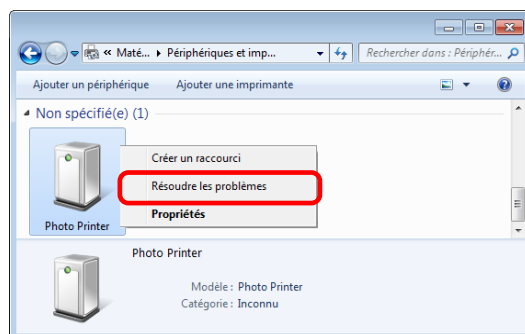 « Maté... ▸ Périphériques et imp...
Rechercher dans : Périphér...
Ajouter un périphérique Ajouter une imprimante
Non spécifié(e) (1)
Créer un raccourci
Résoudre les problèmes
Propriétés
Photo Printer
Photo Printer
Modèle : Photo Printer
Catégorie : Inconnu